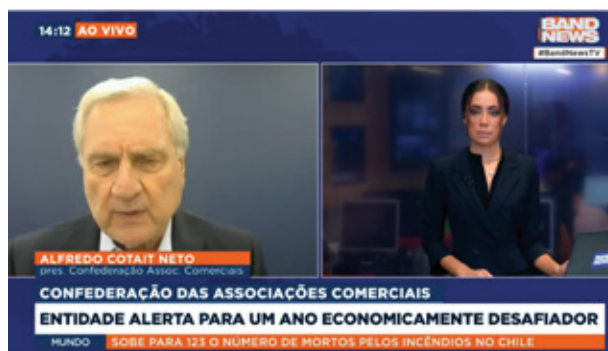 14:12 AO VIVO
BAND
NEWS
#BandNewsTV
ALFREDO COTAIT NETO
pres. Confederação Assoc. Comerciais
CONFEDERAÇÃO DAS ASSOCIAÇÕES COMERCIAIS
ENTIDADE ALERTA PARA UM ANO ECONOMICAMENTE DESAFIADOR
MUNDO SOBE PARA 123 O NÚMERO DE MORTOS PELOS INCÊNDIOS NO CHILE